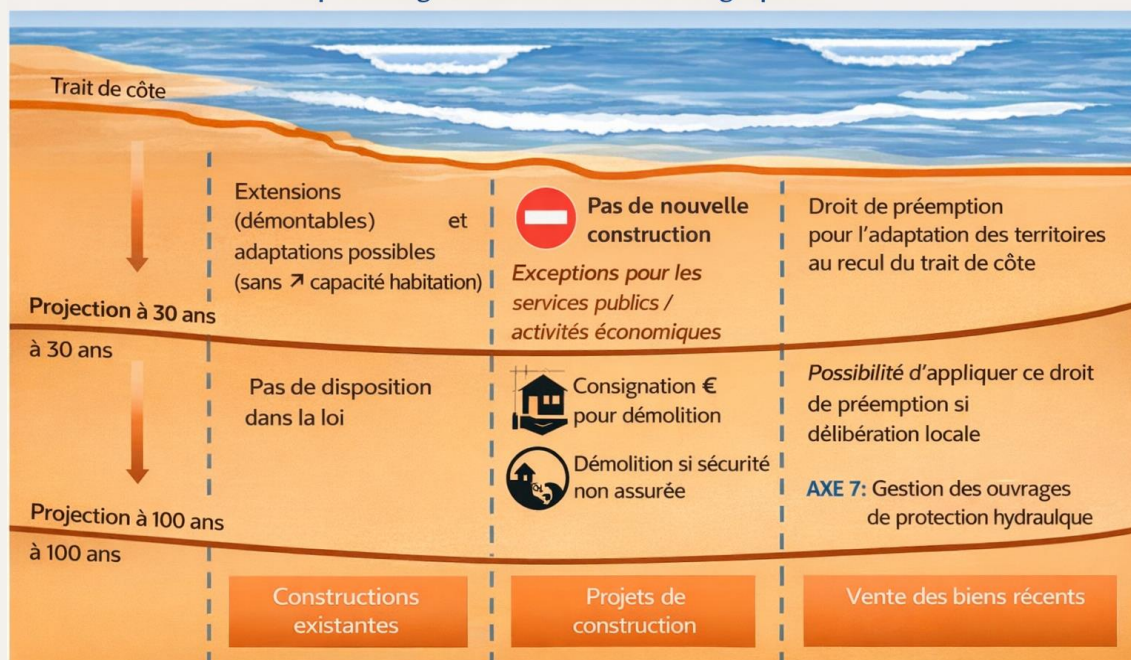 Trait de côte
Extensions
(démontables) et
adaptations possibles
(sans ↗ capacité habitation)
Pas de nouvelle
construction
Exceptions pour les
services publics /
activités économiques
Droit de préemption
pour l'adaptation des territoires
au recul du trait de côte
Projection à 30 ans
à 30 ans
Pas de disposition
dans la loi
Consignation €
pour démolition
Démolition si sécurité
non assurée
Possibilité d'appliquer ce droit
de préemption si
délibération locale
AXE 7: Gestion des ouvrages
de protection hydraulque
Projection à 100 ans
à 100 ans
Constructions
existantes
Projets de
construction
Vente des biens récents